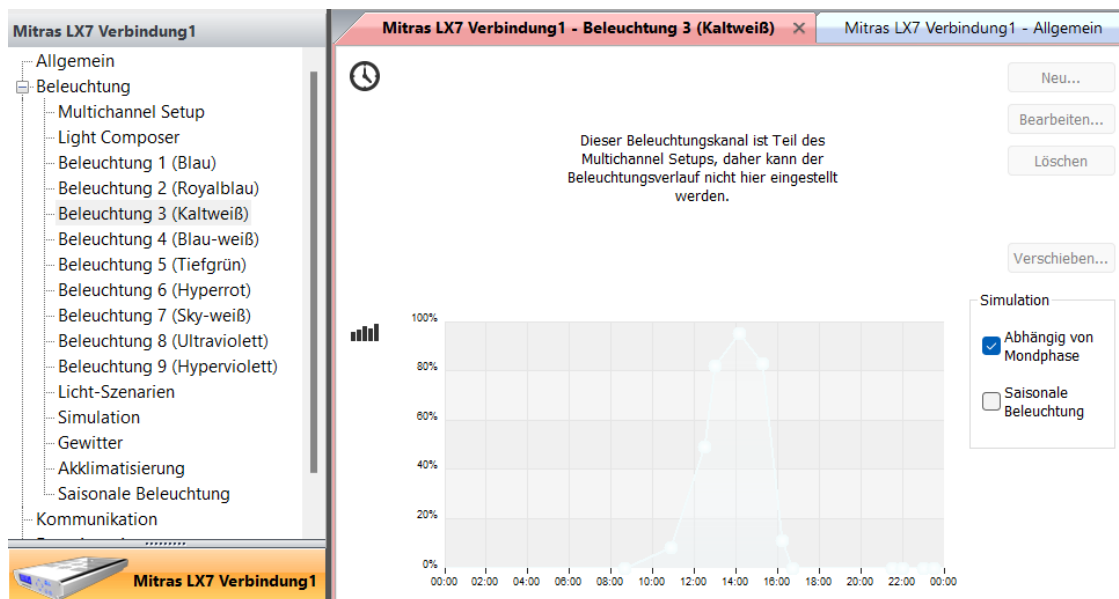 Mitras LX7 Verbindung1
Allgemein
Beleuchtung
Multichannel Setup
Light Composer
Beleuchtung 1 (Blau)
Beleuchtung 2 (Royalblau)
Beleuchtung 3 (Kaltweiß)
Beleuchtung 4 (Blau-weiß)
Beleuchtung 5 (Tiefgrün)
Beleuchtung 6 (Hyperrot)
Beleuchtung 7 (Sky-weiß)
Beleuchtung 8 (Ultraviolett)
Beleuchtung 9 (Hyperviolett)
Licht-Szenarien
Simulation
Gewitter
Akklimatisierung
Saisonale Beleuchtung
Kommunikation
Mitras LX7 Verbindung1
Mitras LX7 Verbindung1 - Beleuchtung 3 (Kaltweiß) ×
Mitras LX7 Verbindung1 - Allgemein
Dieser Beleuchtungskanal ist Teil des
Multichannel Setups, daher kann der
Beleuchtungsverlauf nicht hier eingestellt
werden.
Neu...
Bearbeiten...
Löschen
Verschieben...
Simulation
Abhängig von
Mondphase
Saisonale
Beleuchtung
100%
80%
60%
40%
20%
0%
00:00 02:00 04:00 06:00 08:00 10:00 12:00 14:00 16:00 18:00 20:00 22:00 00:00